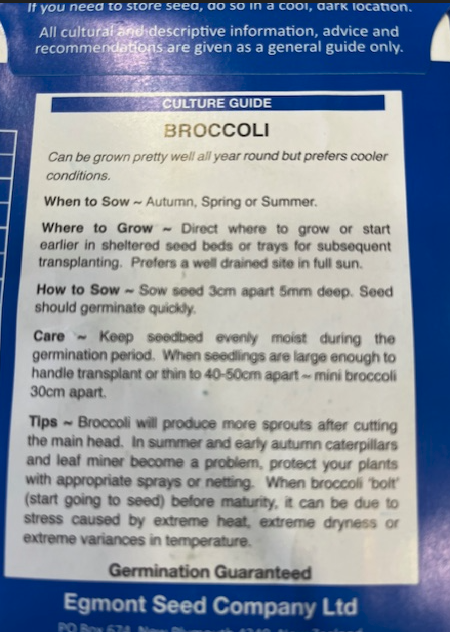 If you need to store seed, do so in a cool, dark location.
All cultural and descriptive information, advice and
recommendations are given as a general guide only.
CULTURE GUIDE
BROCCOLI
Can be grown pretty well all year round but prefers cooler
conditions.
When to Sow ~ Autumn, Spring or Summer.
Where to Grow ~ Direct where to grow or start
earlier in sheltered seed beds or trays for subsequent
transplanting. Prefers a well drained site in full sun.
How to Sow ~ Sow seed 3cm apart 5mm deep. Seed
should germinate quickly.
Care ~ Keep seedbed evenly moist during the
germination period. When seedlings are large enough to
handle transplant or thin to 40-50cm apart ~ mini broccoli
30cm apart.
Tips ~ Broccoli will produce more sprouts after cutting
the main head. In summer and early autumn caterpillars
and leaf miner become a problem, protect your plants
with appropriate sprays or netting. When broccoli 'bolt'
(start going to seed) before maturity, it can be due to
stress caused by extreme heat, extreme dryness or
extreme variances in temperature.
Germination Guaranteed
Egmont Seed Company Ltd
PO Box 674, New Plymouth 4340, New Zealand